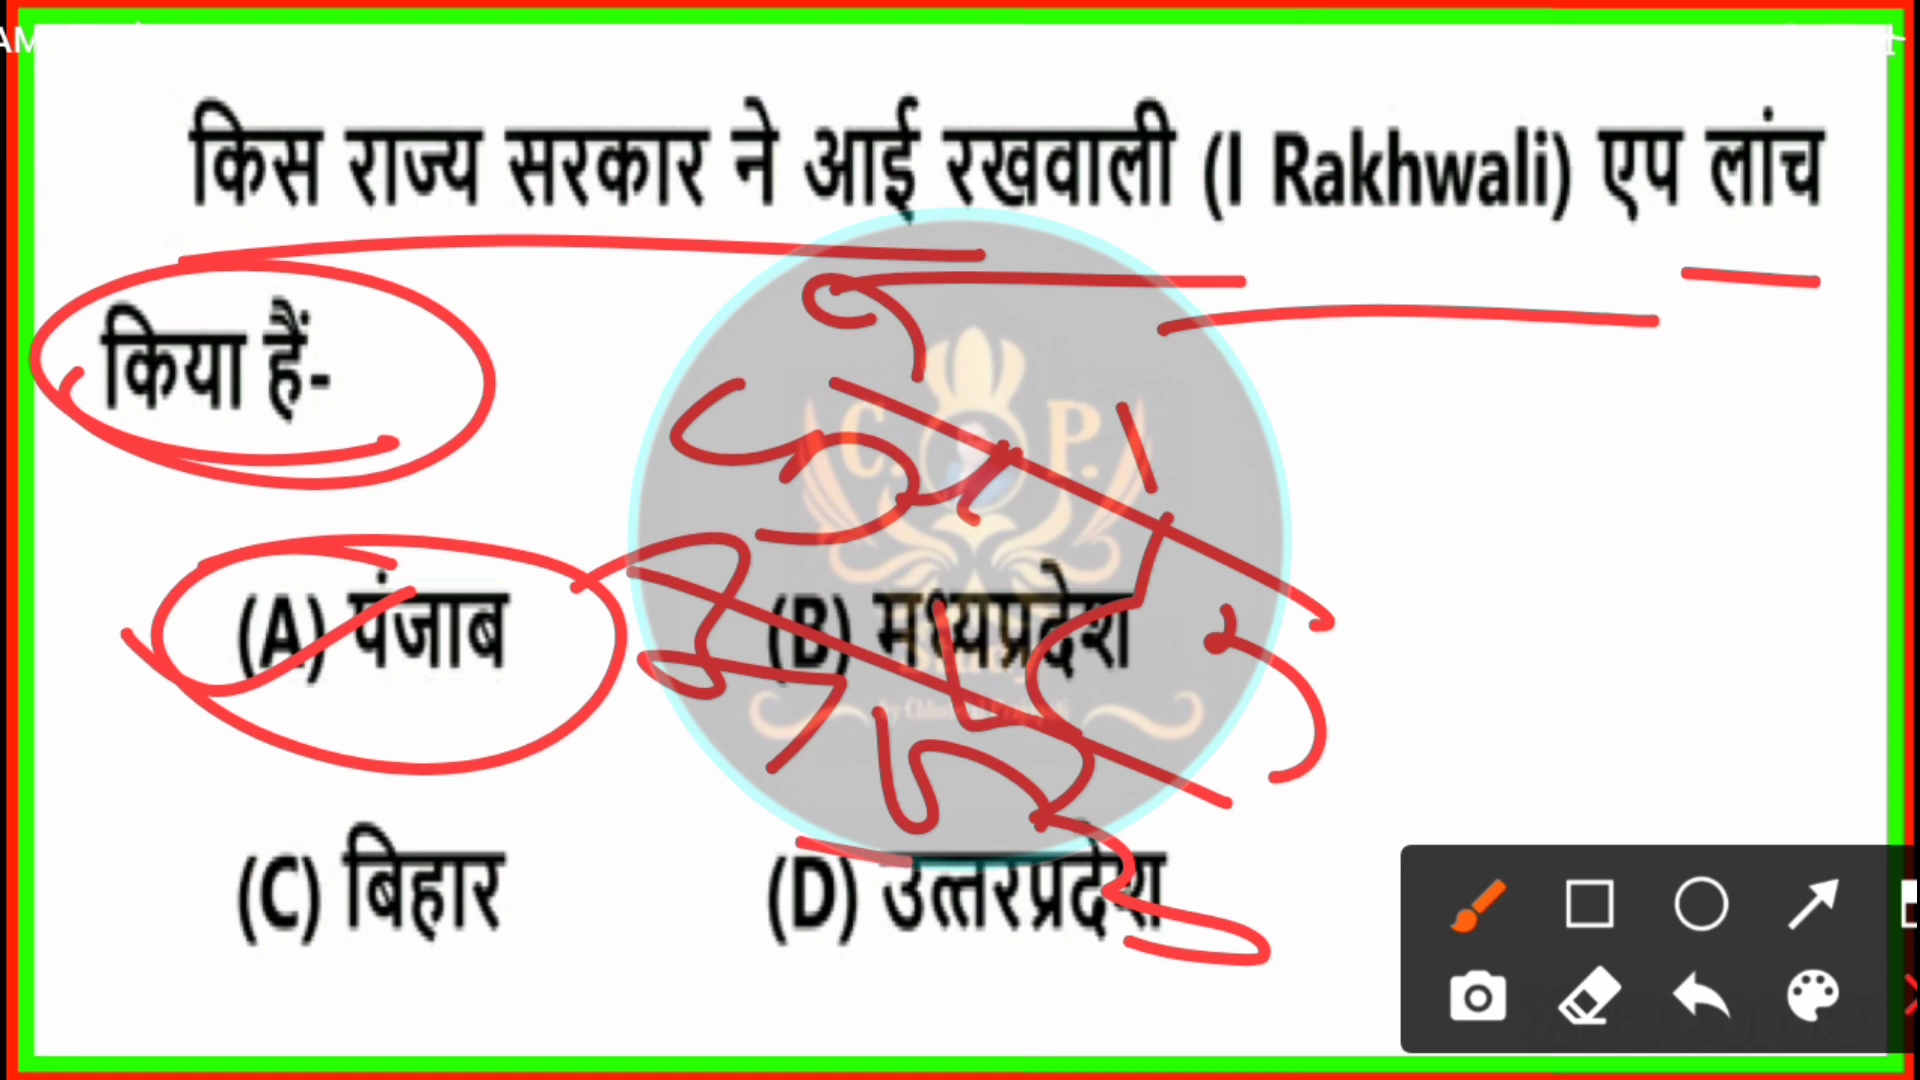 किस राज्य सरकार ने आई रखवाली (I Rakhwali) एप लांच
किया हैं-
(A) पंजाब (B) मध्यप्रदेश
(C) बिहार (D) उत्तरप्रदेश
C. P.